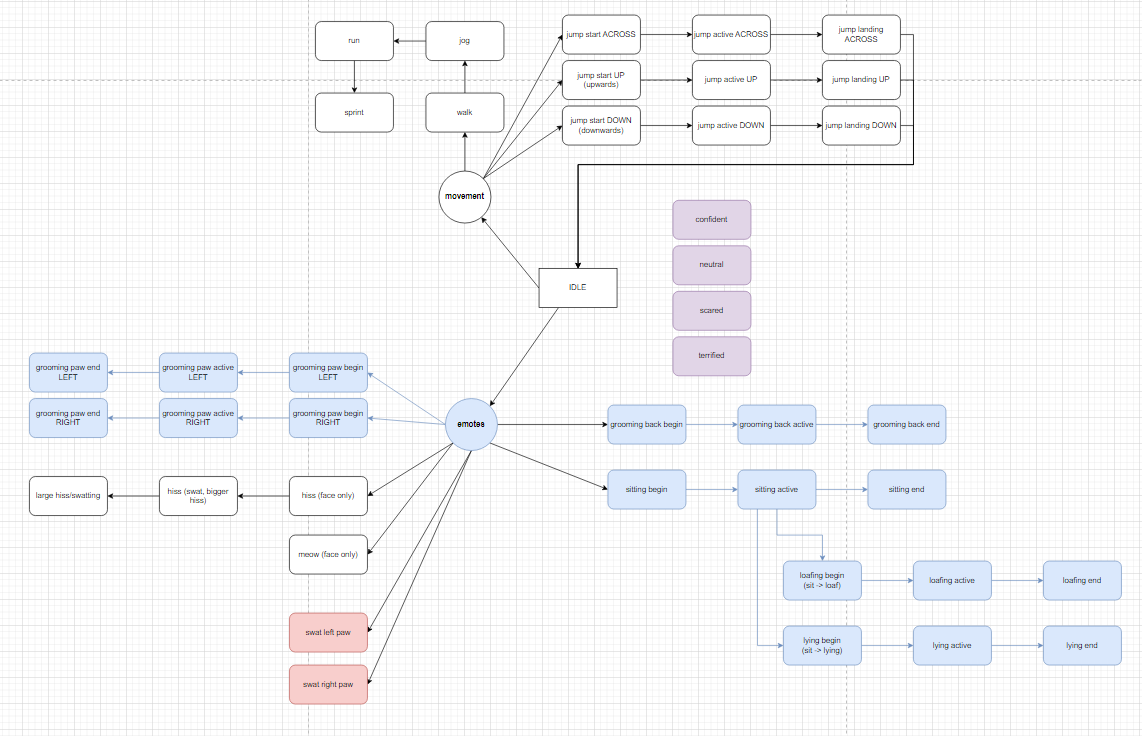 run
jog
jump start ACROSS
jump active ACROSS
jump landing
ACROSS
jump start UP
(upwards)
jump active UP
jump landing UP
sprint
walk
jump start DOWN
(downwards)
jump active DOWN
jump landing DOWN
movement
confident
neutral
IDLE
scared
terrified
grooming paw end
LEFT
grooming paw active
LEFT
grooming paw begin
LEFT
grooming paw end
RIGHT
grooming paw active
RIGHT
grooming paw begin
RIGHT
emotes
grooming back begin
grooming back active
grooming back end
large hiss/swatting
hiss (swat, bigger
hiss)
hiss (face only)
sitting begin
sitting active
sitting end
meow (face only)
loafing begin
(sit -> loaf)
loafing active
loafing end
swat left paw
lying begin
(sit -> lying)
lying active
lying end
swat right paw